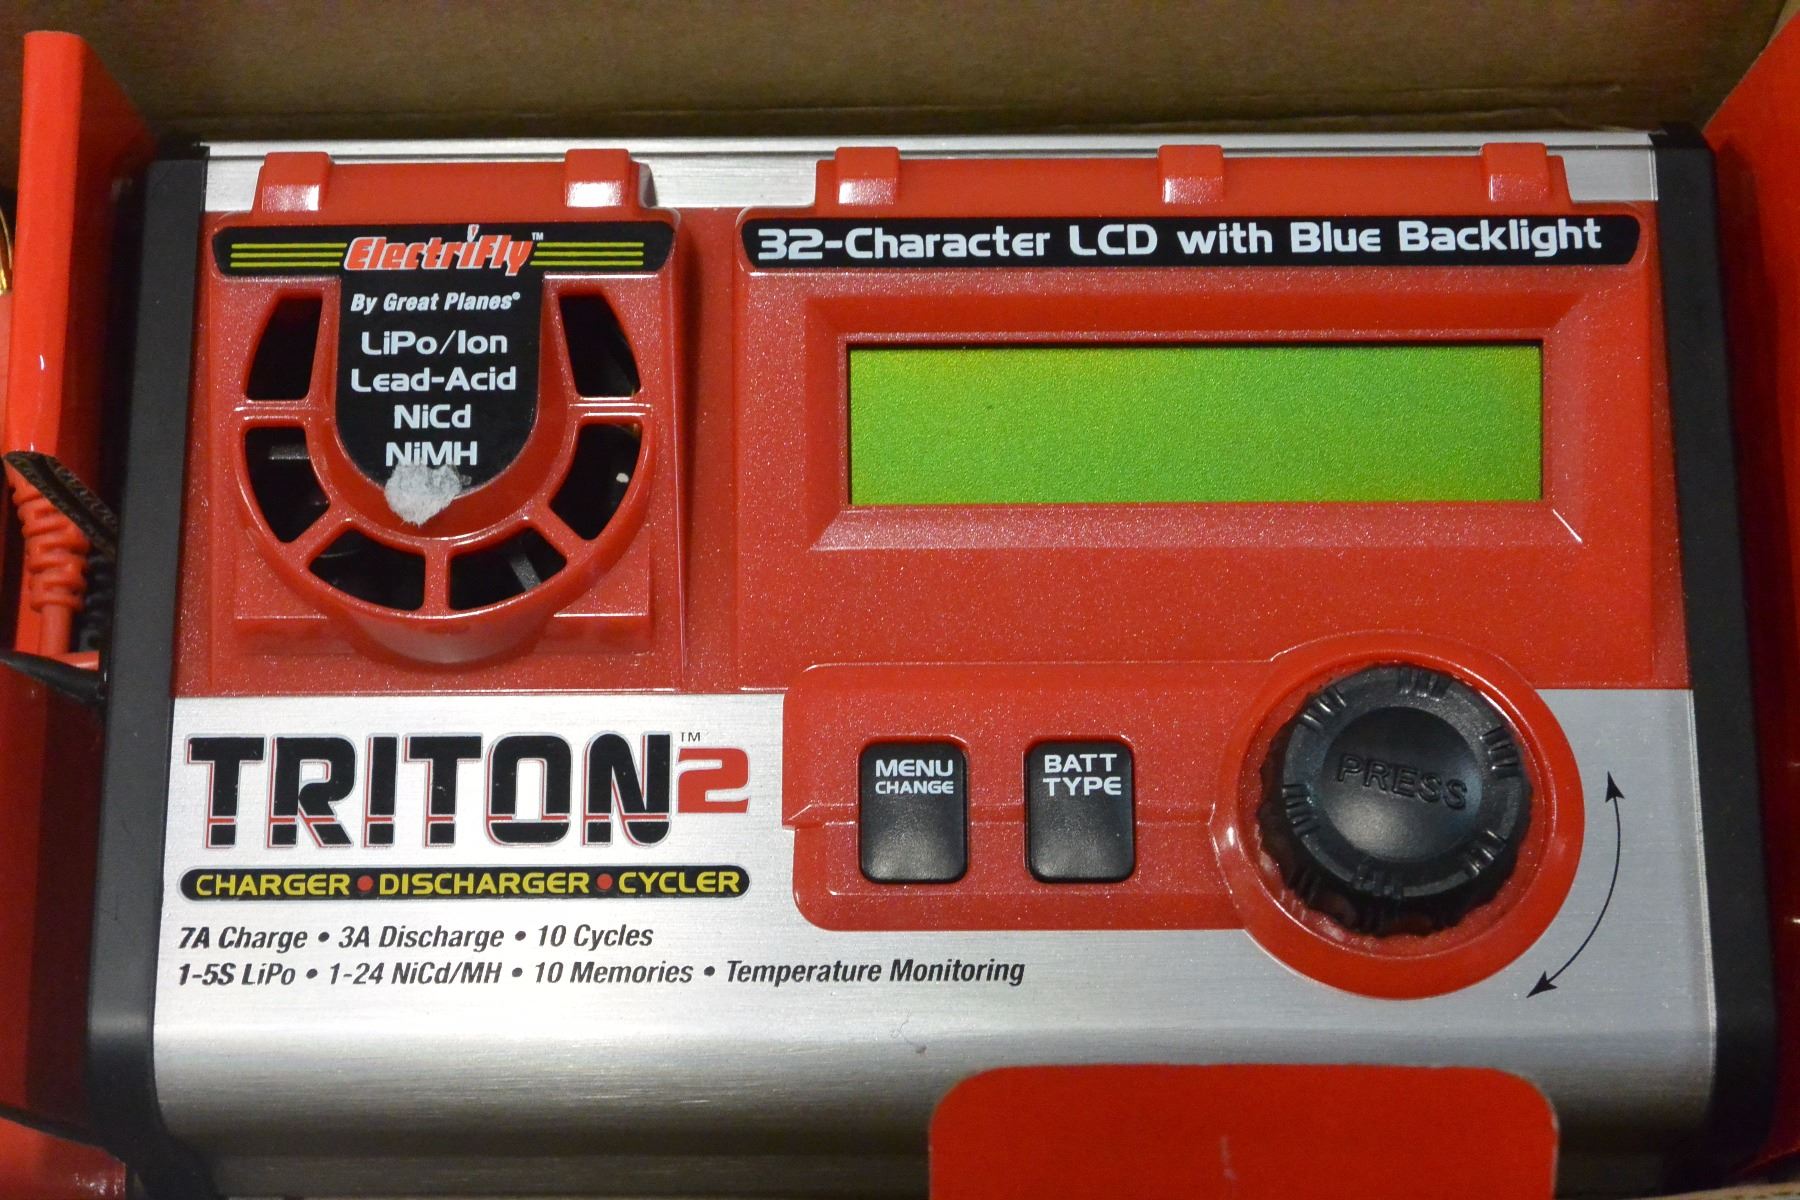 ElectriFly™
By Great Planes®
LiPo/Ion
Lead-Acid
NiCd
NiMH
32-Character LCD with Blue Backlight
TRITON™2
CHARGER • DISCHARGER • CYCLER
7A Charge • 3A Discharge • 10 Cycles
1-5S LiPo • 1-24 NiCd/MH • 10 Memories • Temperature Monitoring
MENU
CHANGE
BATT
TYPE
PRESS